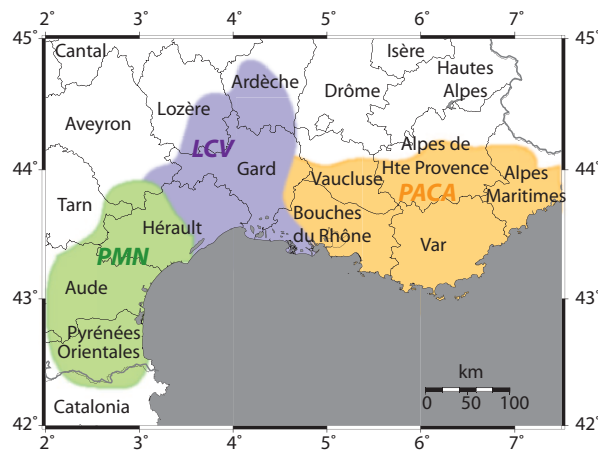 2° 3° 4° 5° 6° 7°
45° 45°
Cantal
Isère
Ardèche
Hautes
Alpes
Drôme
Lozère
Aveyron
Alpes de
Hte Provence
LCV
44° 44°
Gard
Vaucluse
Alpes
Maritimes
PACA
Tarn
Hérault
Bouches
du Rhône
Var
PMN
43° 43°
Aude
Pyrénées
Orientales
km
0 50 100
Catalonia
42° 42°
2° 3° 4° 5° 6° 7°